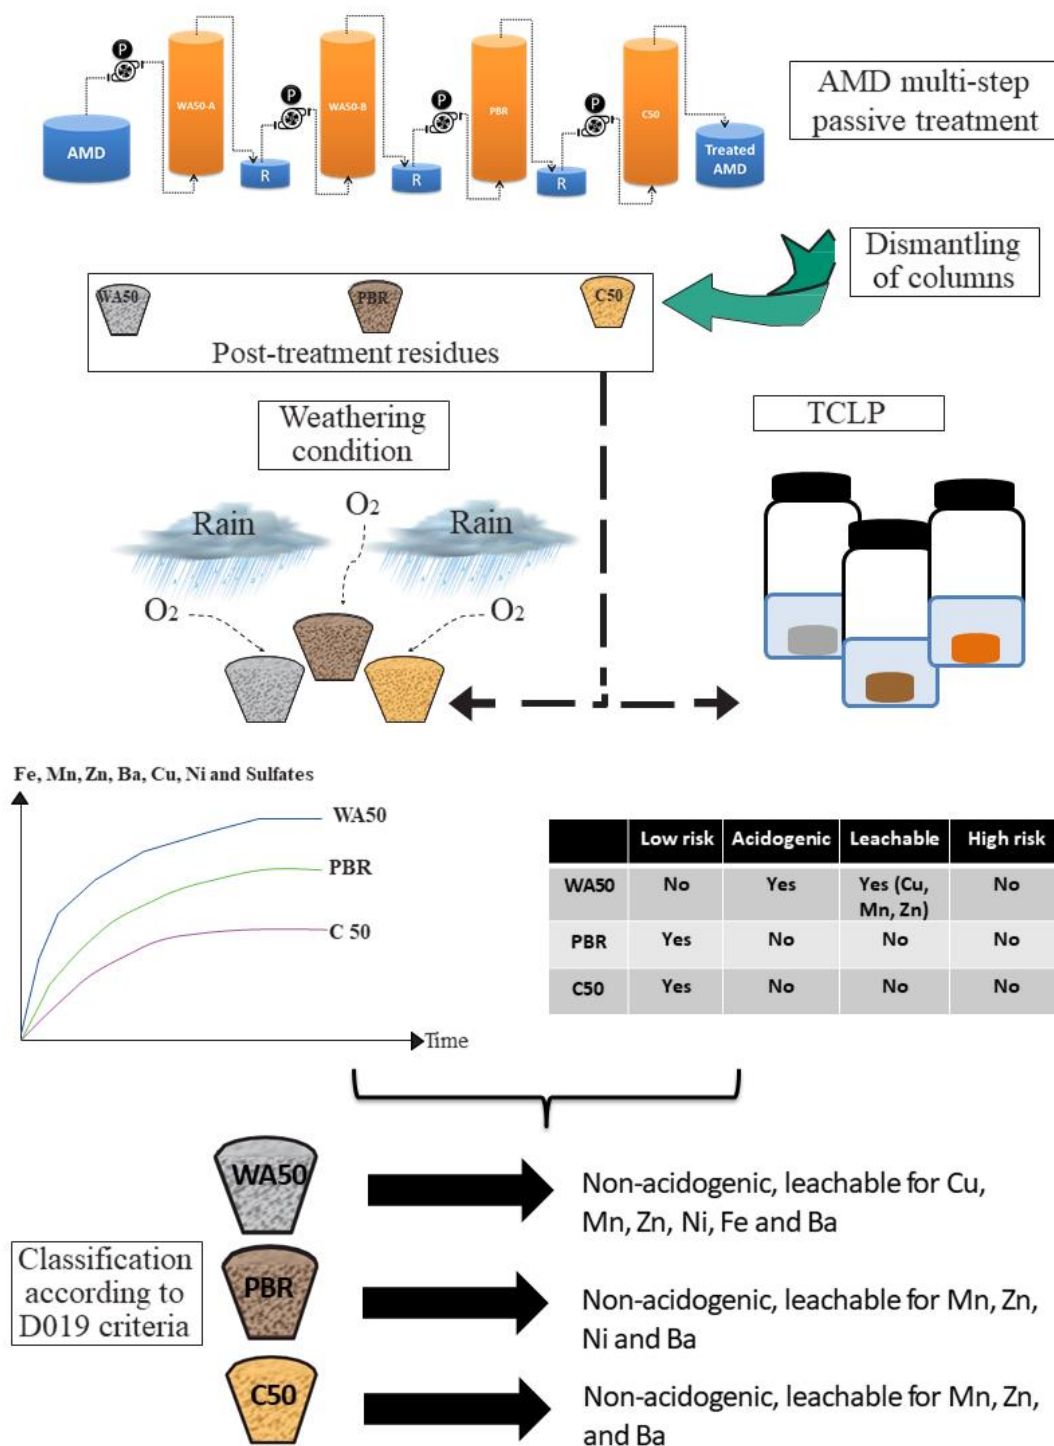 P
P
P
P
AMD
WA50-A
R
WA50-B
R
PBR
R
C50
Treated
AMD
AMD multi-step
passive treatment
Dismantling
of columns
WA50
PBR
C50
Post-treatment residues
Weathering
condition
TCLP
Rain
O2
Rain
O2
O2
Fe, Mn, Zn, Ba, Cu, Ni and Sulfates
WA50
PBR
C 50
Time
Low risk Acidogenic Leachable High risk
WA50 No Yes Yes (Cu, Mn, Zn) No
PBR Yes No No No
C50 Yes No No No
Classification
according to
D019 criteria
WA50
Non-acidogenic, leachable for Cu,
Mn, Zn, Ni, Fe and Ba
PBR
Non-acidogenic, leachable for Mn, Zn,
Ni and Ba
C50
Non-acidogenic, leachable for Mn, Zn,
and Ba